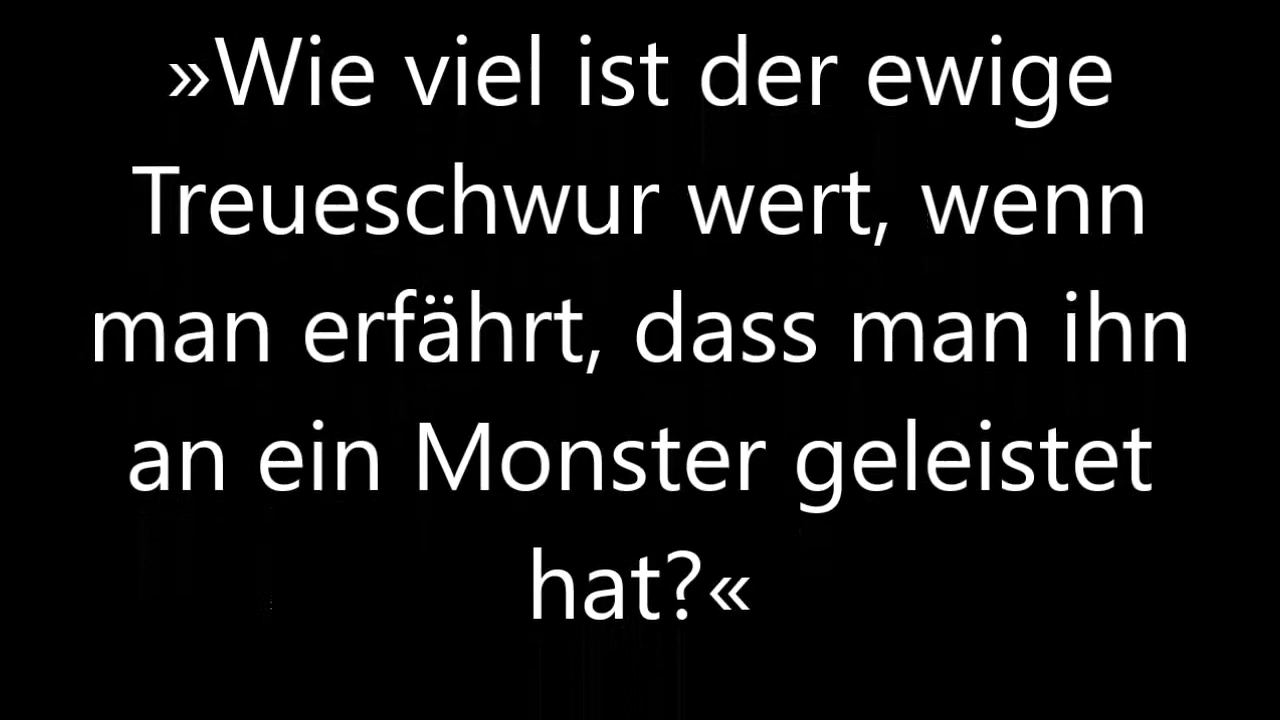 »Wie viel ist der ewige
Treueschwur wert, wenn
man erfährt, dass man ihn
an ein Monster geleistet
hat?«